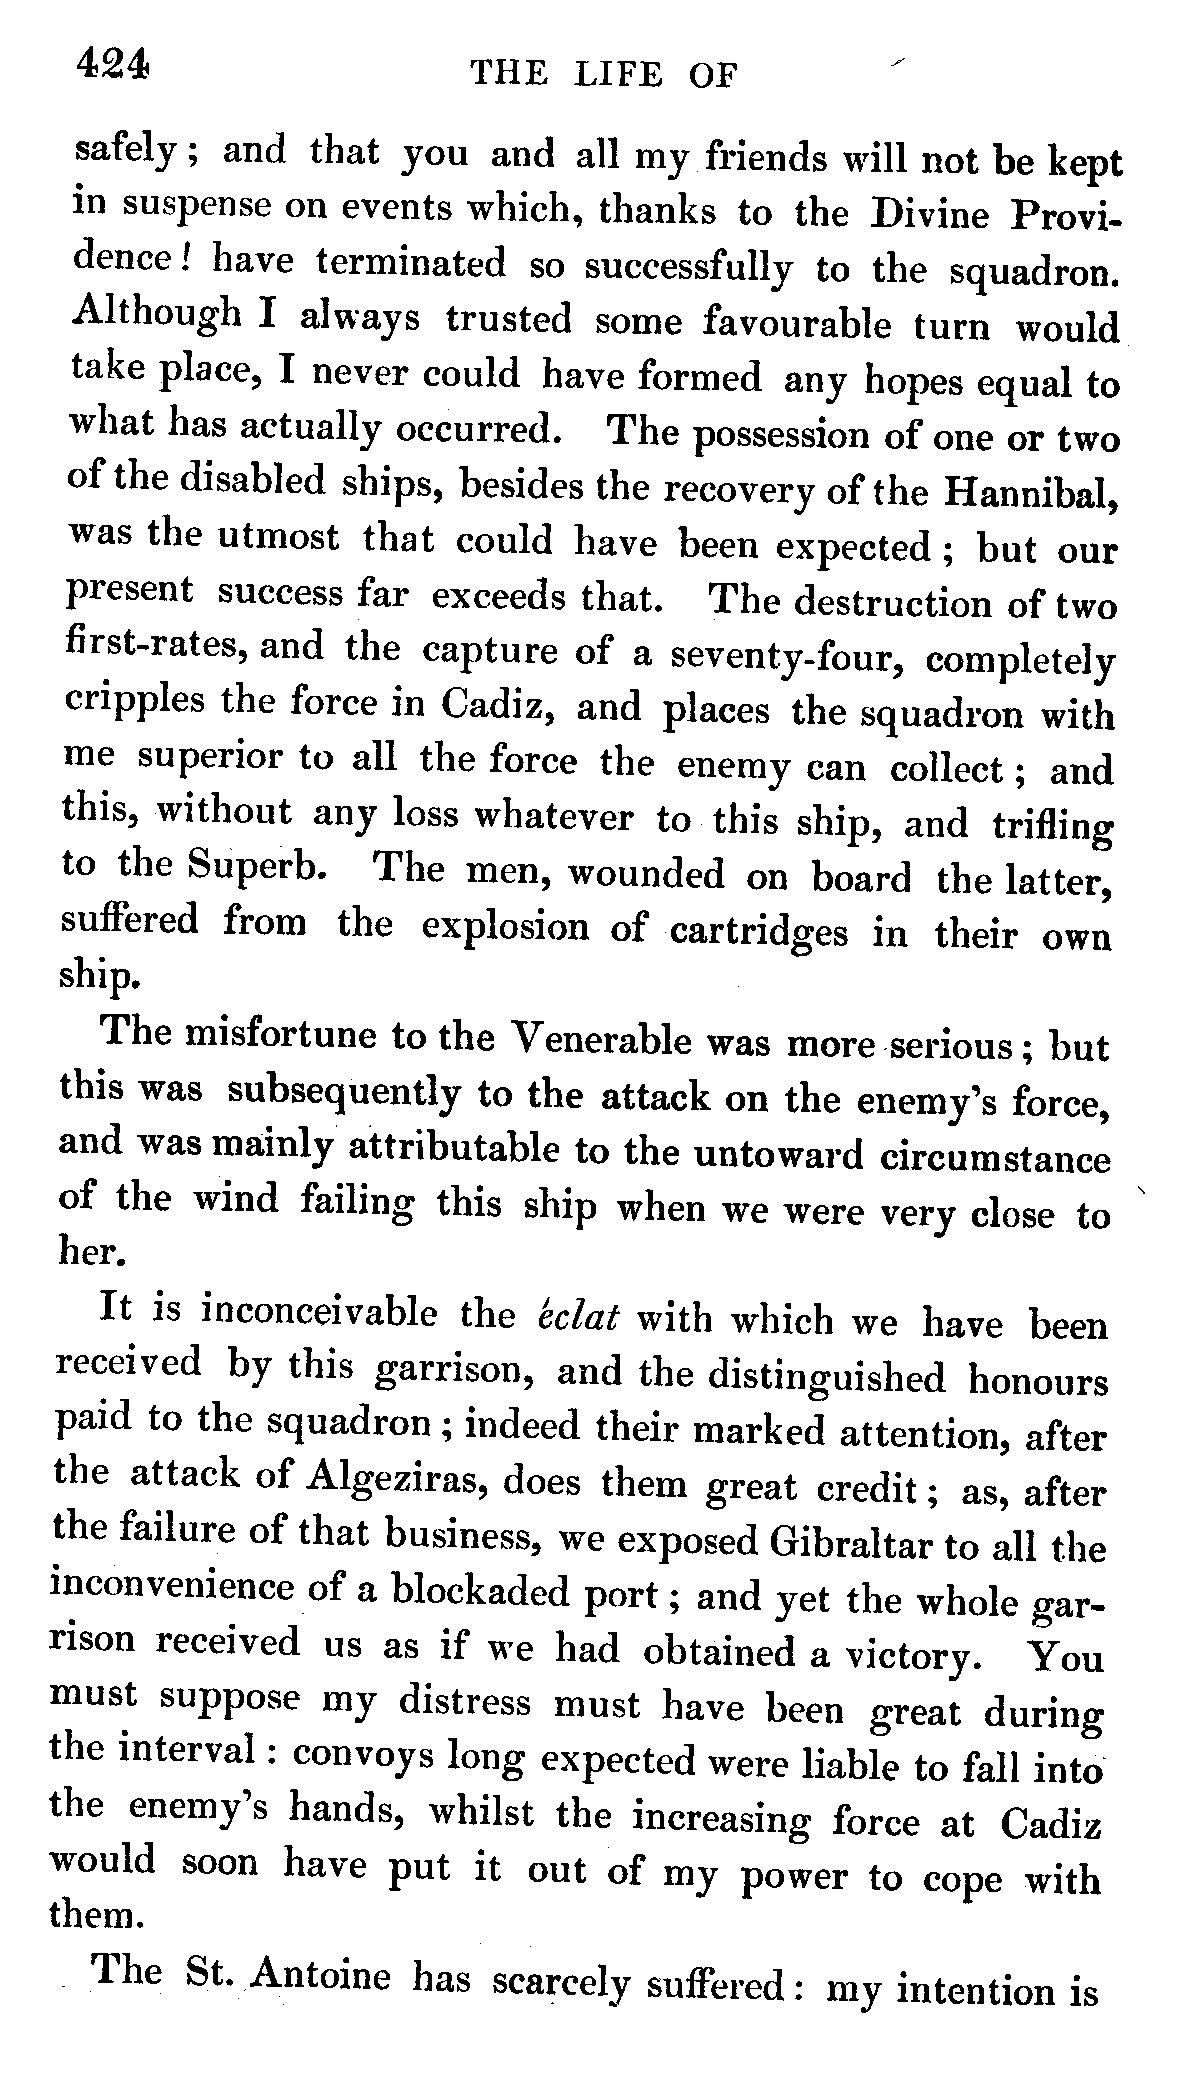 424
THE LIFE OF
safely; and that you and all my friends will not be kept
in suspense on events which, thanks to the Divine Provi-
dence! have terminated so successfully to the squadron.
Although I always trusted some favourable turn would
take place, I never could have formed any hopes equal to
what has actually occurred. The possession of one or two
of the disabled ships, besides the recovery of the Hannibal,
was the utmost that could have been expected; but our
present success far exceeds that. The destruction of two
first-rates, and the capture of a seventy-four, completely
cripples the force in Cadiz, and places the squadron with
me superior to all the force the enemy can collect; and
this, without any loss whatever to this ship, and trifling
to the Superb. The men, wounded on board the latter,
suffered from the explosion of cartridges in their own
ship.
The misfortune to the Venerable was more serious; but
this was subsequently to the attack on the enemy's force,
and was mainly attributable to the untoward circumstance
of the wind failing this ship when we were very close to
her.
It is inconceivable the éclat with which we have been
received by this garrison, and the distinguished honours
paid to the squadron; indeed their marked attention, after
the attack of Algeziras, does them great credit; as, after
the failure of that business, we exposed Gibraltar to all the
inconvenience of a blockaded port; and yet the whole gar-
rison received us as if we had obtained a victory. You
must suppose my distress must have been great during
the interval: convoys long expected were liable to fall into
the enemy's hands, whilst the increasing force at Cadiz
would soon have put it out of my power to cope with
them.
The St. Antoine has scarcely suffered: my intention is